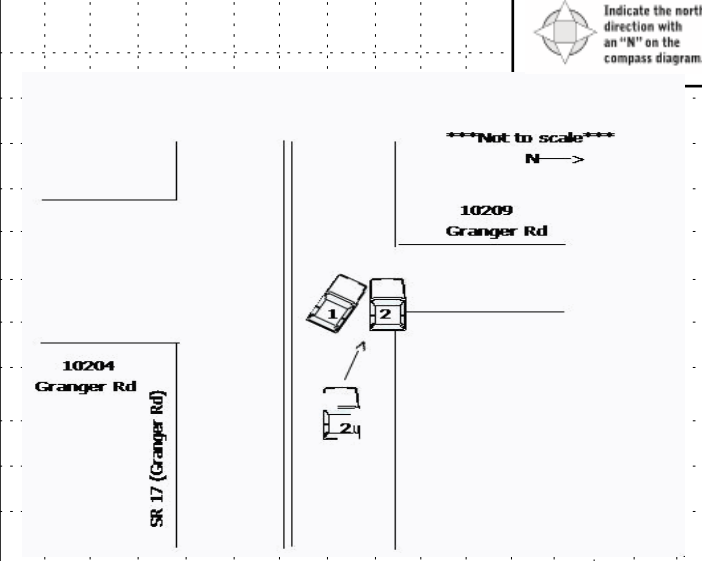 Indicate the north
direction with
an "N" on the
compass diagram.
***Not to scale***
N
10209
Granger Rd
1
2
10204
Granger Rd
SR 17 (Granger Rd)
2